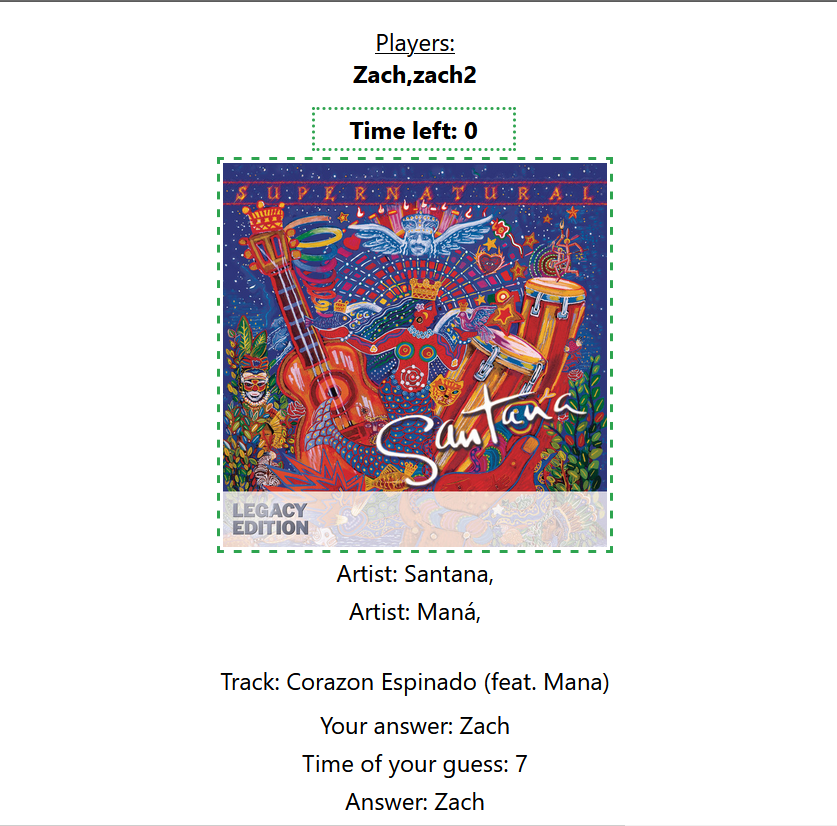 Players:
Zach,zach2
Time left: 0
SUPERNATURAL
Santana
LEGACY
EDITION
Artist: Santana,
Artist: Maná,
Track: Corazon Espinado (feat. Mana)
Your answer: Zach
Time of your guess: 7
Answer: Zach